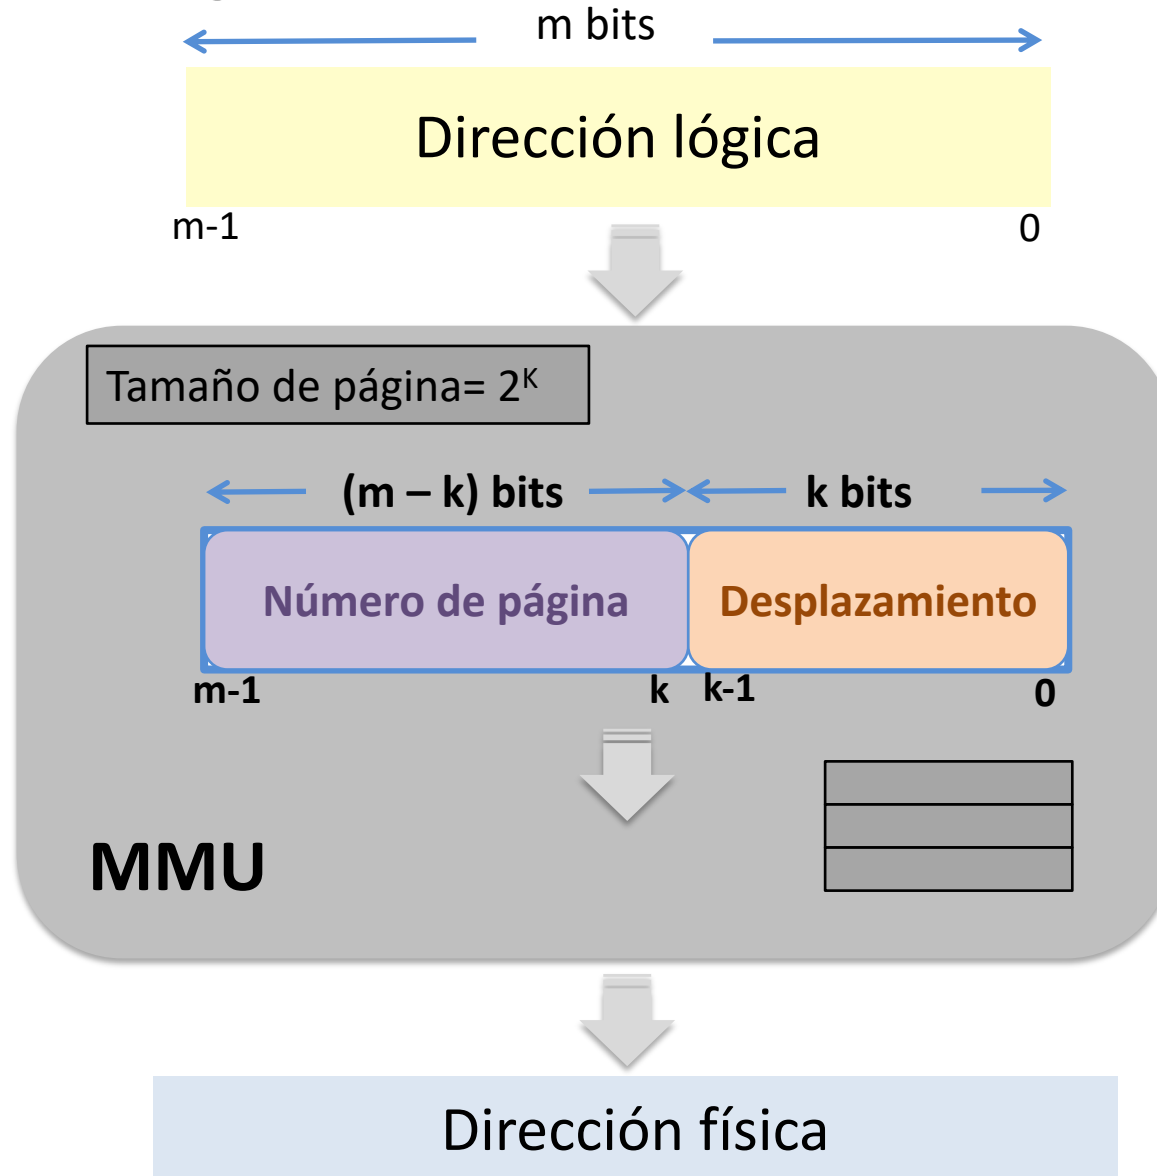 m bits
Dirección lógica
m-1 0
Tamaño de página= 2ᴷ
(m – k) bits k bits
Número de página Desplazamiento
m-1 k k-1 0
MMU
Dirección física